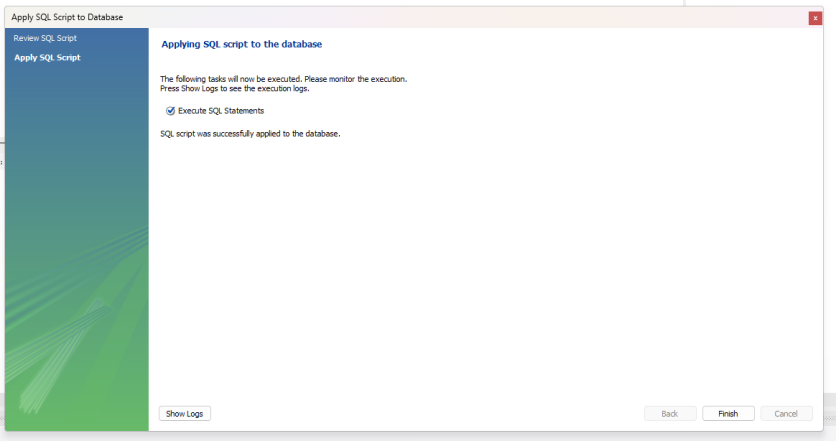 Apply SQL Script to Database
x
Review SQL Script
Apply SQL Script
Applying SQL script to the database
The following tasks will now be executed. Please monitor the execution.
Press Show Logs to see the execution logs.
Execute SQL Statements
SQL script was successfully applied to the database.
Show Logs
Back
Finish
Cancel